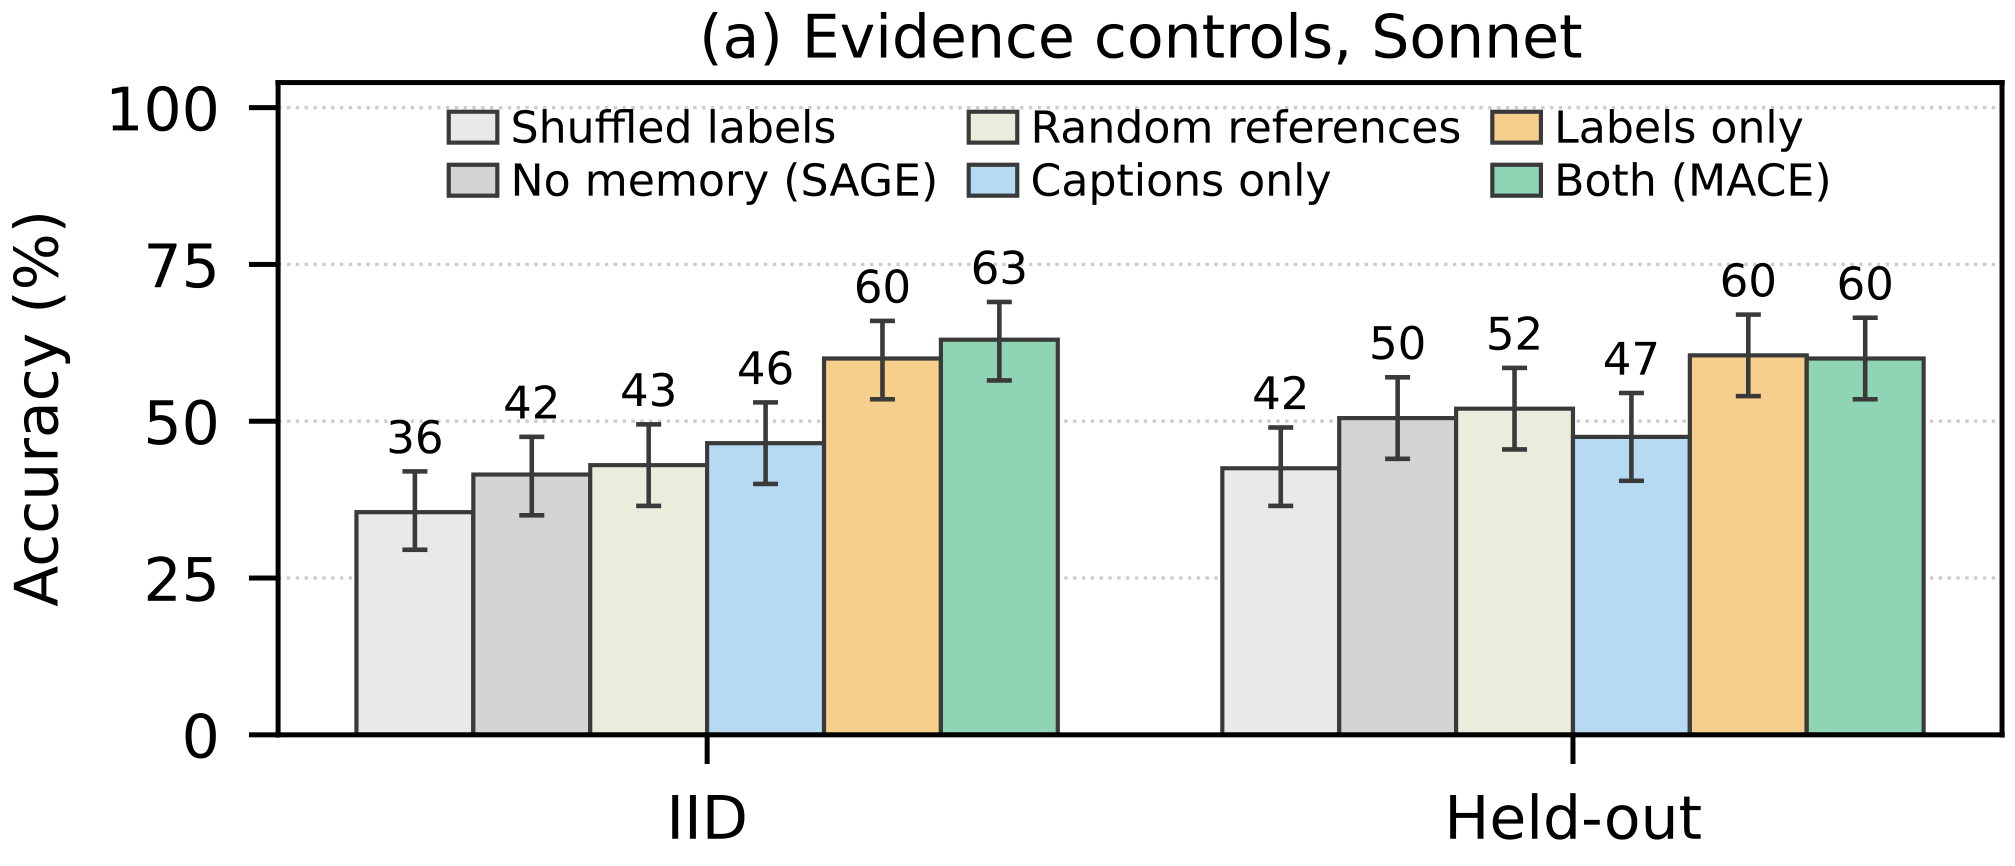 (a) Evidence controls, Sonnet
Accuracy (%)
100
75
50
25
0
Shuffled labels
No memory (SAGE)
Random references
Captions only
Labels only
Both (MACE)
36
42
43
46
60
63
42
50
52
47
60
60
IID
Held-out